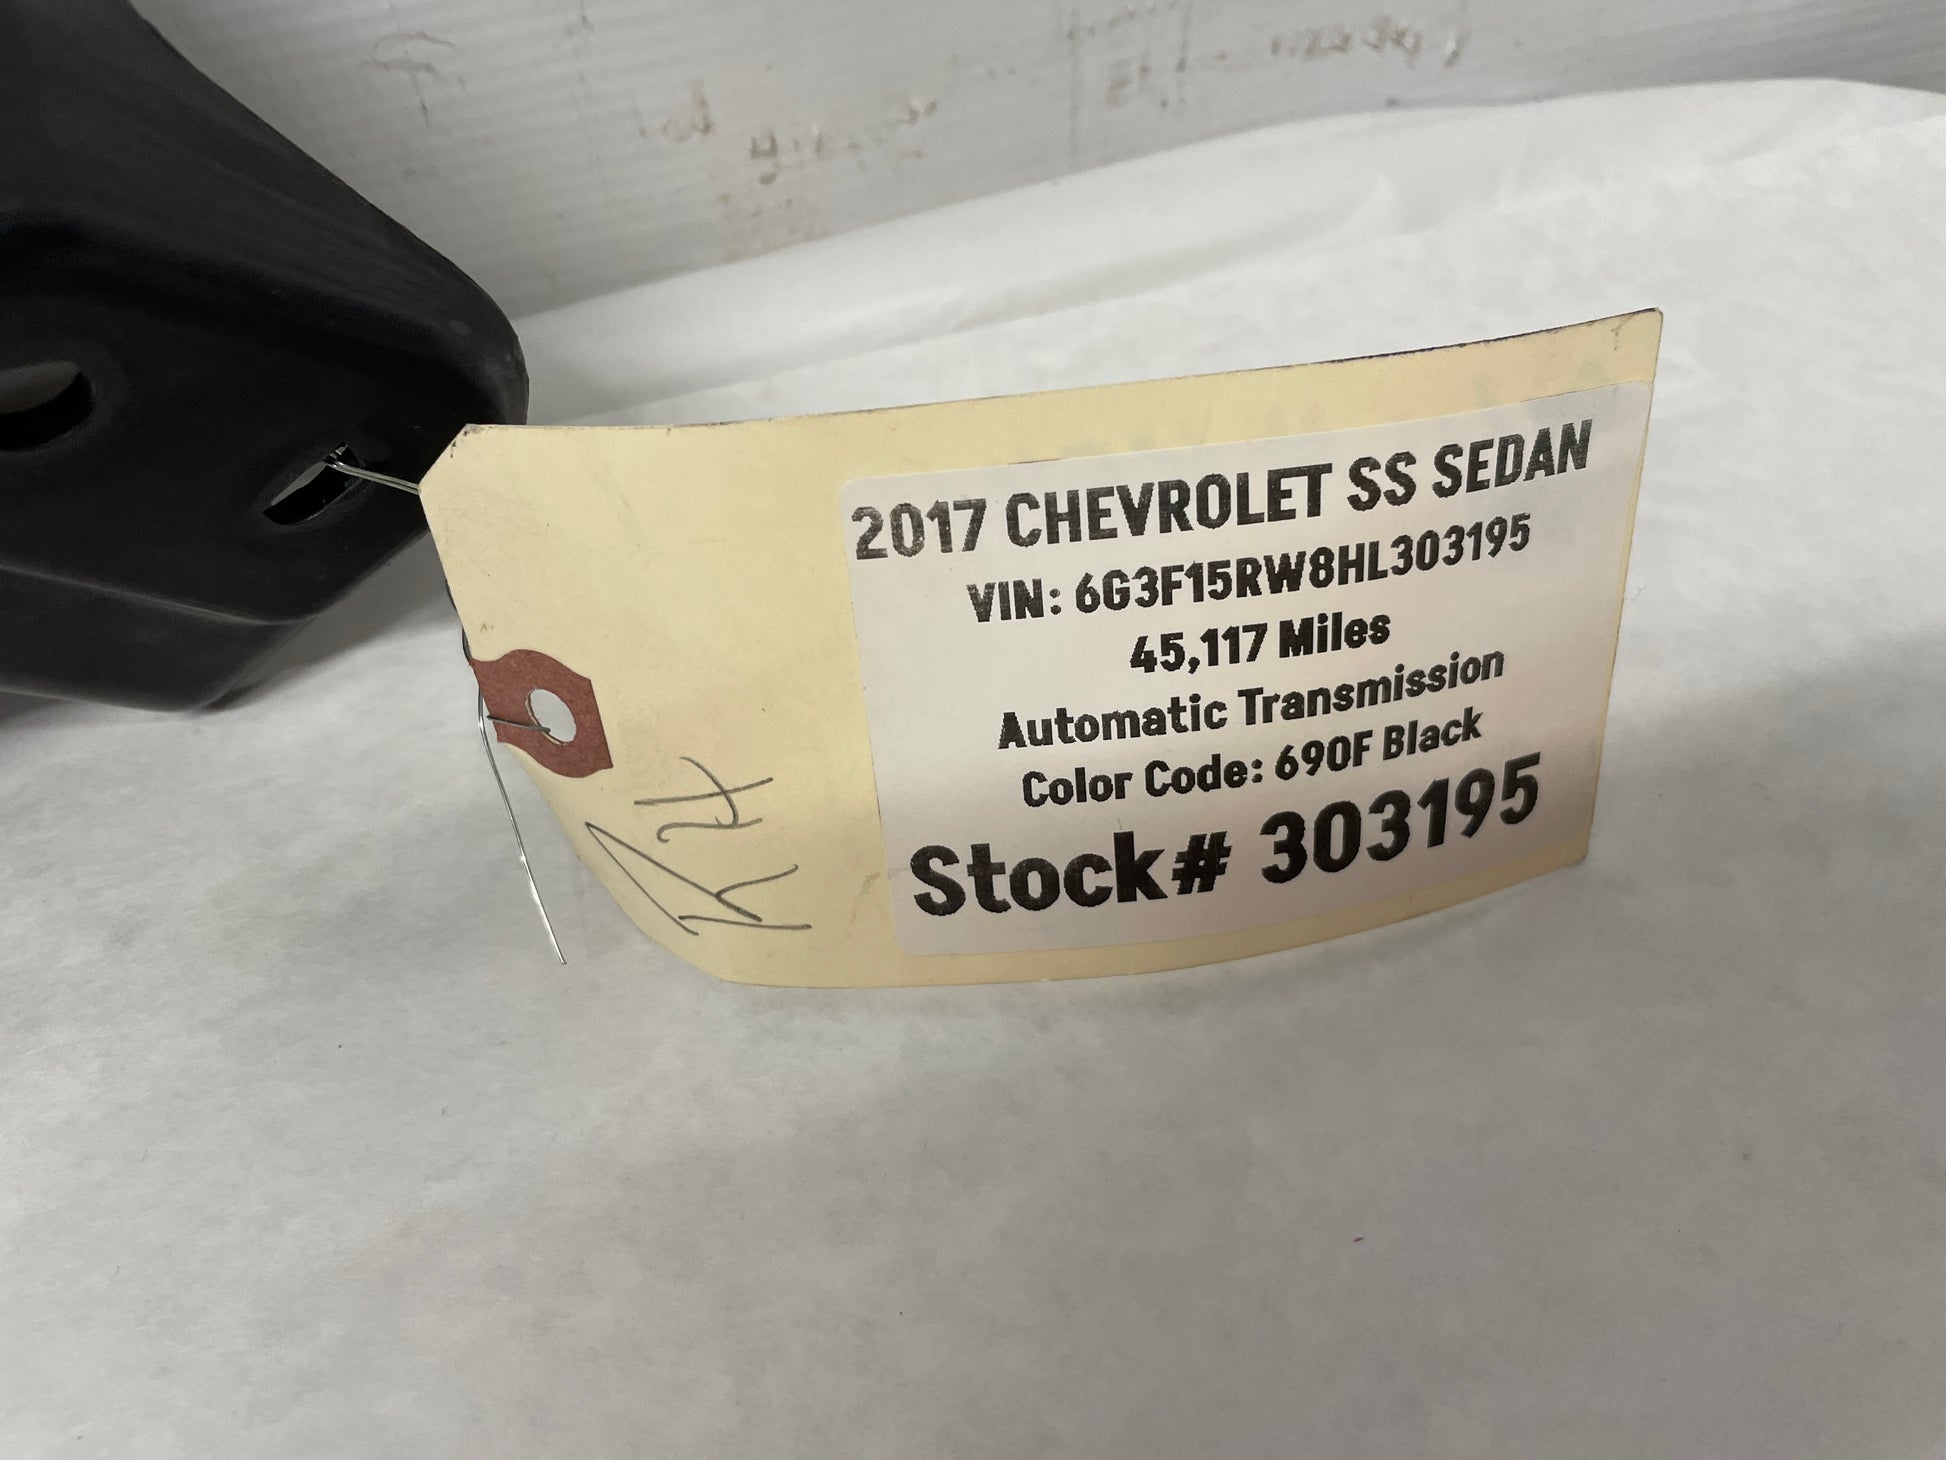 2017 CHEVROLET SS SEDAN
VIN: 6G3F15RW8HL303195
45,117 Miles
Automatic Transmission
Color Code: 690F Black
Stock# 303195